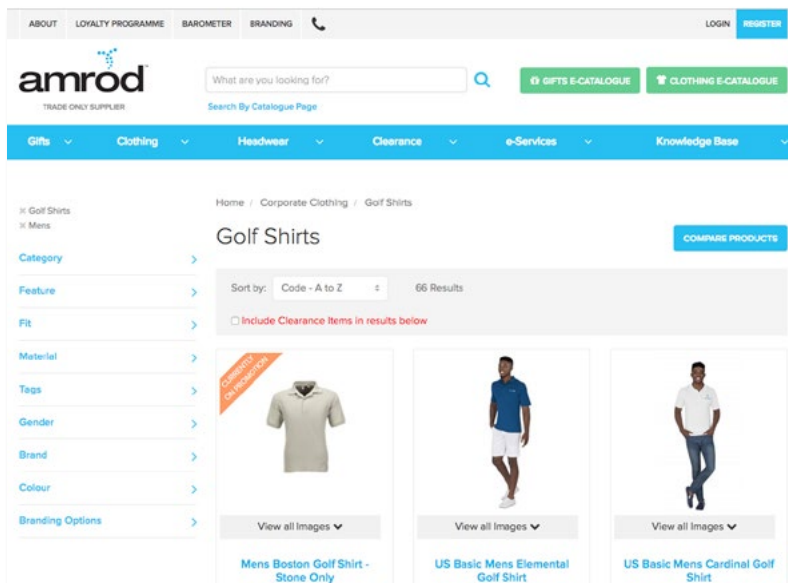 ABOUT LOYALTY PROGRAMME BAROMETER BRANDING LOGIN REGISTER
amrod
TRADE ONLY SUPPLIER
What are you looking for?
Search By Catalogue Page
GIFTS E-CATALOGUE CLOTHING E-CATALOGUE
Gifts Clothing Headwear Clearance e-Services Knowledge Base
Golf Shirts
Mens
Category
Feature
Fit
Material
Tags
Gender
Brand
Colour
Branding Options
Home / Corporate Clothing / Golf Shirts
Golf Shirts
COMPARE PRODUCTS
Sort by: Code - A to Z 66 Results
Include Clearance Items in results below
CURRENTLY
ON PROMOTION
View all Images View all Images View all Images
Mens Boston Golf Shirt -
Stone Only
US Basic Mens Elemental
Golf Shirt
US Basic Mens Cardinal Golf
Shirt